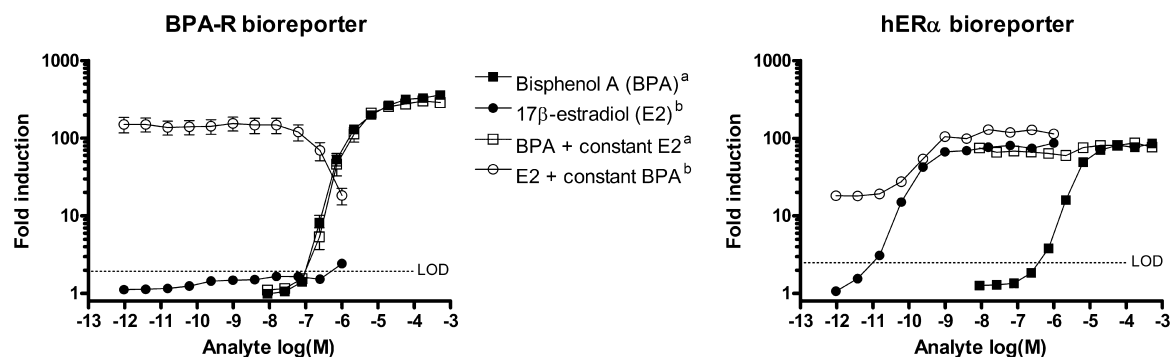 BPA-R bioreporter
Fold induction
1000
100
10
1
LOD
-13 -12 -11 -10 -9 -8 -7 -6 -5 -4 -3
Analyte log(M)
Bisphenol A (BPA)a
17β-estradiol (E2)b
BPA + constant E2a
E2 + constant BPAb
hERα bioreporter
Fold induction
1000
100
10
1
LOD
-13 -12 -11 -10 -9 -8 -7 -6 -5 -4 -3
Analyte log(M)